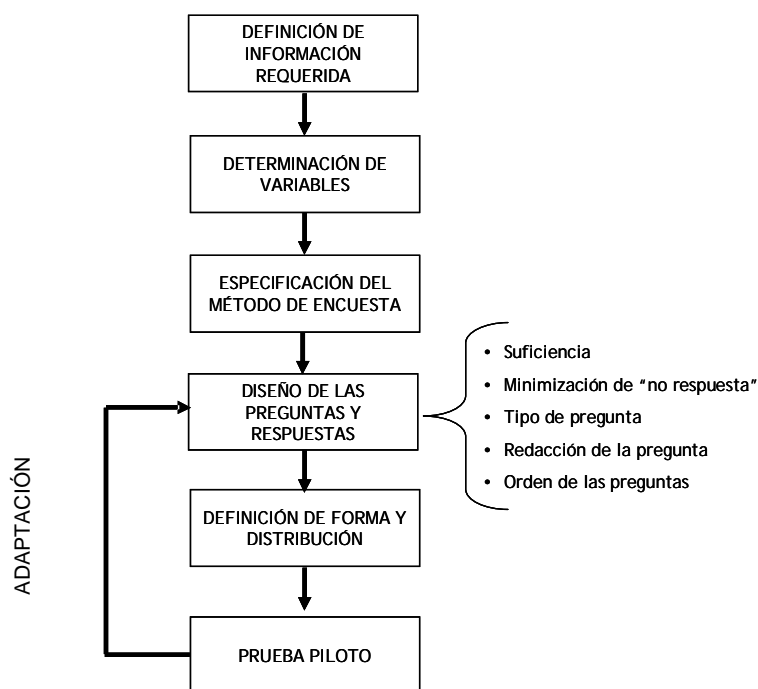 DEFINICIÓN DE
INFORMACIÓN
REQUERIDA
DETERMINACIÓN DE
VARIABLES
ESPECIFICACIÓN DEL
MÉTODO DE ENCUESTA
DISEÑO DE LAS
PREGUNTAS Y
RESPUESTAS
• Suficiencia
• Minimización de “no respuesta”
• Tipo de pregunta
• Redacción de la pregunta
• Orden de las preguntas
DEFINICIÓN DE FORMA Y
DISTRIBUCIÓN
PRUEBA PILOTO
ADAPTACIÓN